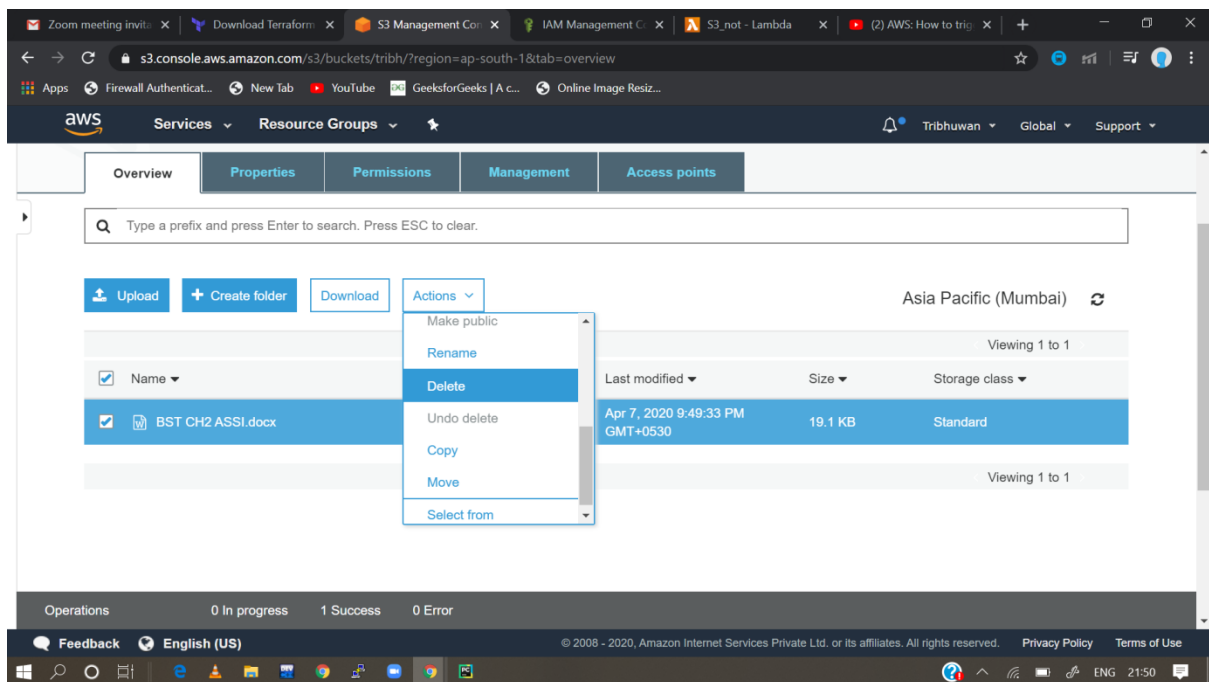 Zoom meeting invita
Download Terraform
S3 Management Con
IAM Management Co
S3_not - Lambda
(2) AWS: How to trig
s3.console.aws.amazon.com/s3/buckets/tribh/?region=ap-south-1&tab=overview
Apps Firewall Authenticat... New Tab YouTube GeeksforGeeks | A c... Online Image Resiz...
aws Services Resource Groups Tribhuwan Global Support
Overview Properties Permissions Management Access points
Type a prefix and press Enter to search. Press ESC to clear.
Upload + Create folder Download Actions Asia Pacific (Mumbai)
Make public
Viewing 1 to 1
Rename
Name Last modified Size Storage class
Delete
BST CH2 ASSI.docx Apr 7, 2020 9:49:33 PM
GMT+0530 19.1 KB Standard
Undo delete
Copy
Move
Viewing 1 to 1
Select from
Operations 0 In progress 1 Success 0 Error
Feedback English (US) © 2008 - 2020, Amazon Internet Services Private Ltd. or its affiliates. All rights reserved. Privacy Policy Terms of Use
ENG 21:50